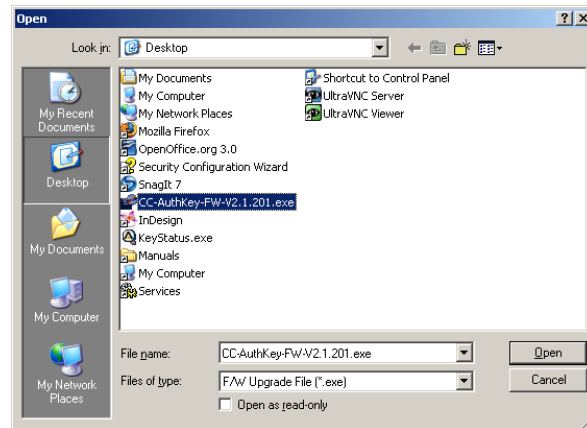 Open
Look in:
Desktop
My Recent
Documents
Desktop
My Documents
My Computer
My Network
Places
My Documents
My Computer
My Network Places
Mozilla Firefox
OpenOffice.org 3.0
Security Configuration Wizard
SnagIt 7
CC-AuthKey-FW-V2.1.201.exe
InDesign
KeyStatus.exe
Manuals
My Computer
Services
Shortcut to Control Panel
UltraVNC Server
UltraVNC Viewer
File name:
CC-AuthKey-FW-V2.1.201.exe
Open
Files of type:
F/W Upgrade File (*.exe)
Cancel
Open as read-only